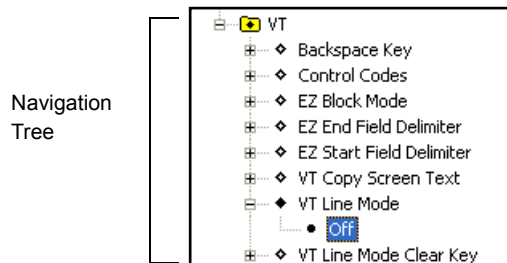 Navigation
Tree
VT
Backspace Key
Control Codes
EZ Block Mode
EZ End Field Delimiter
EZ Start Field Delimiter
VT Copy Screen Text
VT Line Mode
Off
VT Line Mode Clear Key